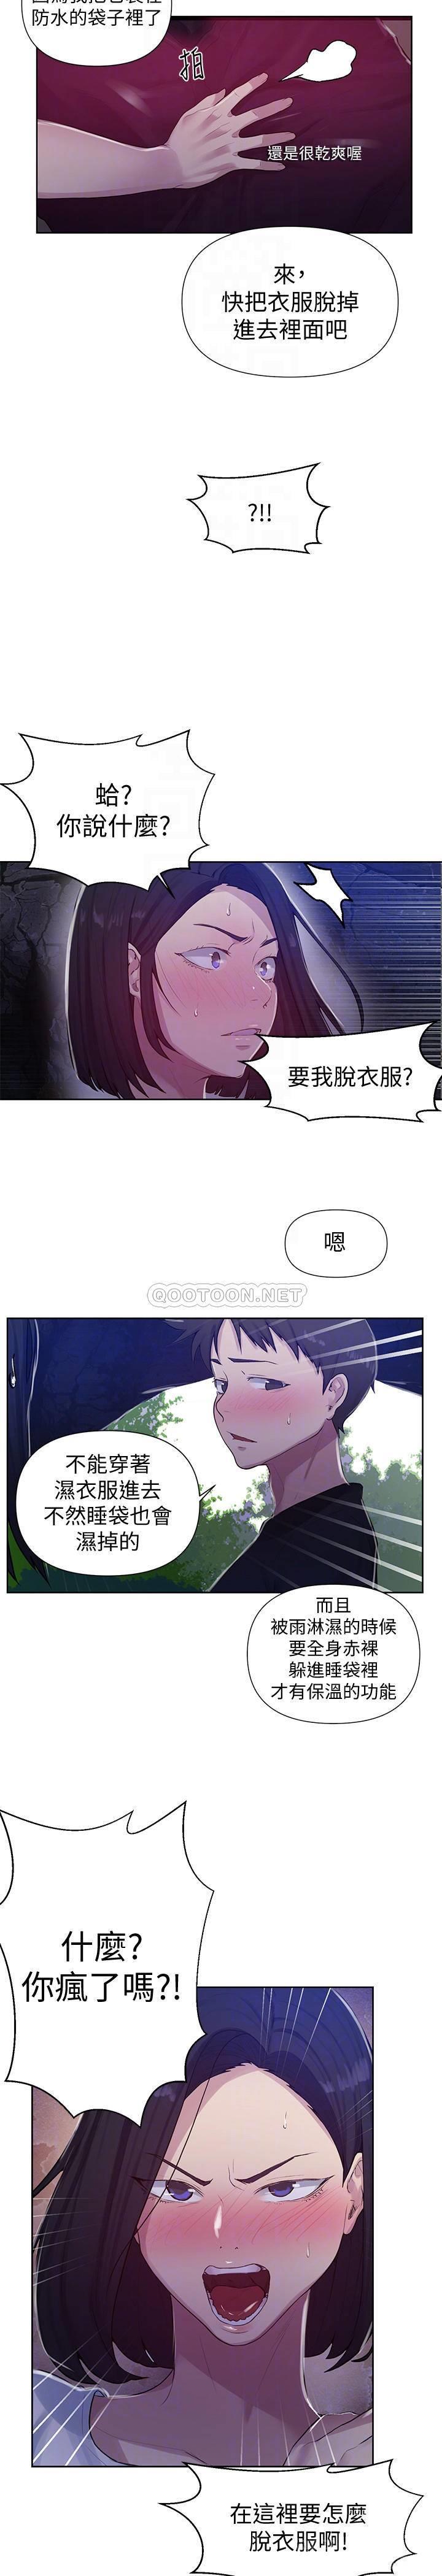 防水的袋子裡了
拍
還是很乾爽喔
來，
快把衣服脫掉
進去裡面吧
?!!
蛤?
你說什麼?
要我脫衣服?
嗯
QOOTOON.NET
不能穿著
濕衣服進去
不然睡袋也會
濕掉的
而且
被雨淋濕的時候
要全身赤裸
躲進睡袋裡
才有保溫的功能
什麼?
你瘋了嗎?!
在這裡要怎麼
脫衣服啊!